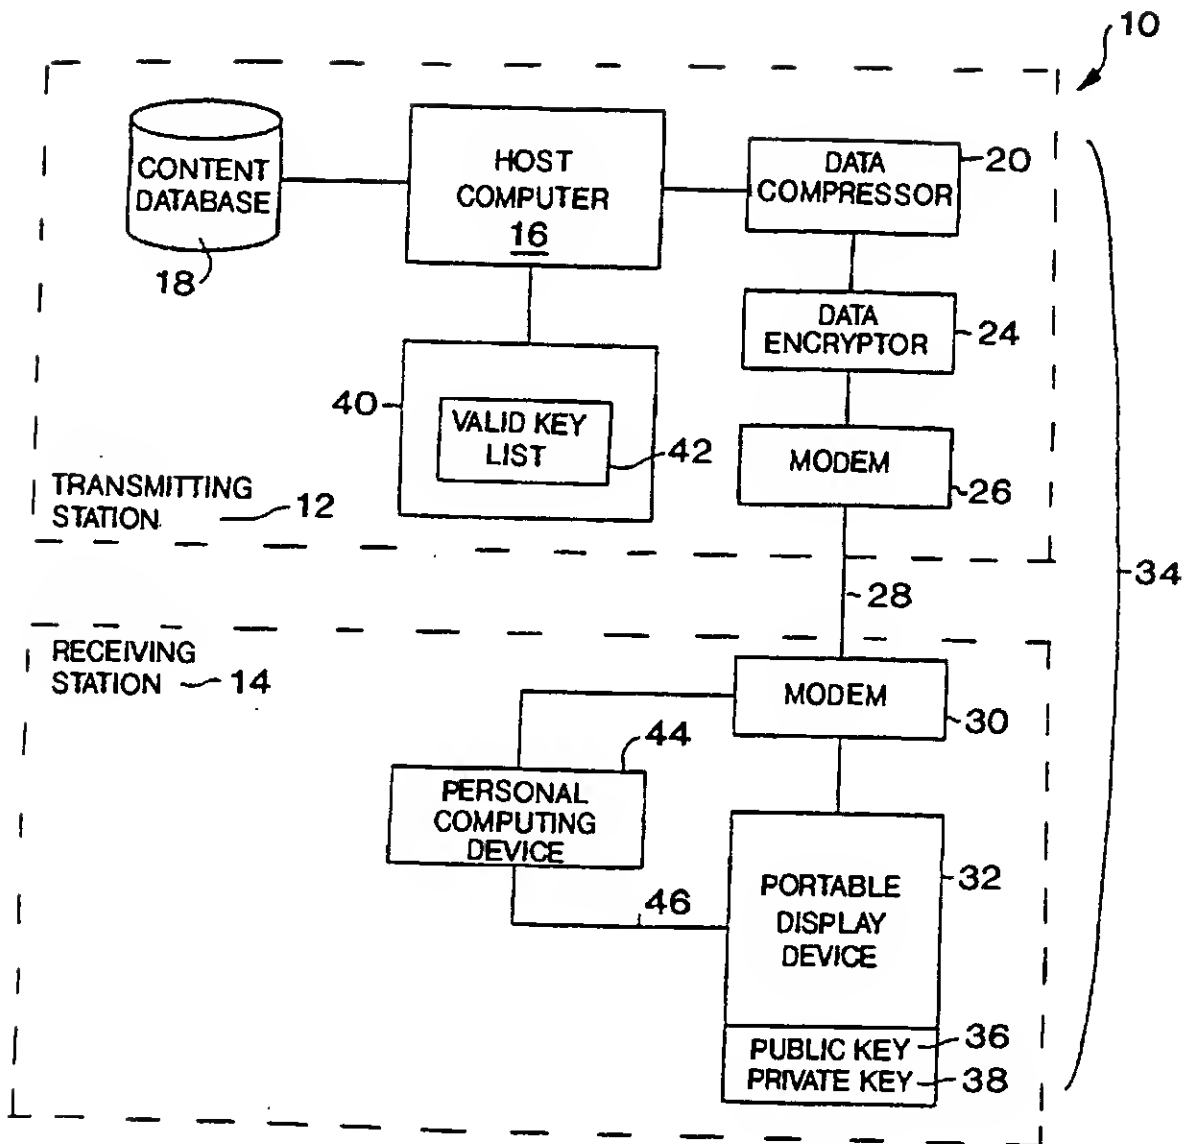 10
CONTENT
DATABASE
18
HOST
COMPUTER
16
DATA
COMPRESSOR
20
DATA
ENCRYPTOR
24
40
VALID KEY
LIST
42
MODEM
26
TRANSMITTING
STATION
12
28
34
RECEIVING
STATION
14
MODEM
30
44
PERSONAL
COMPUTING
DEVICE
46
PORTABLE
DISPLAY
DEVICE
32
PUBLIC KEY
36
PRIVATE KEY
38